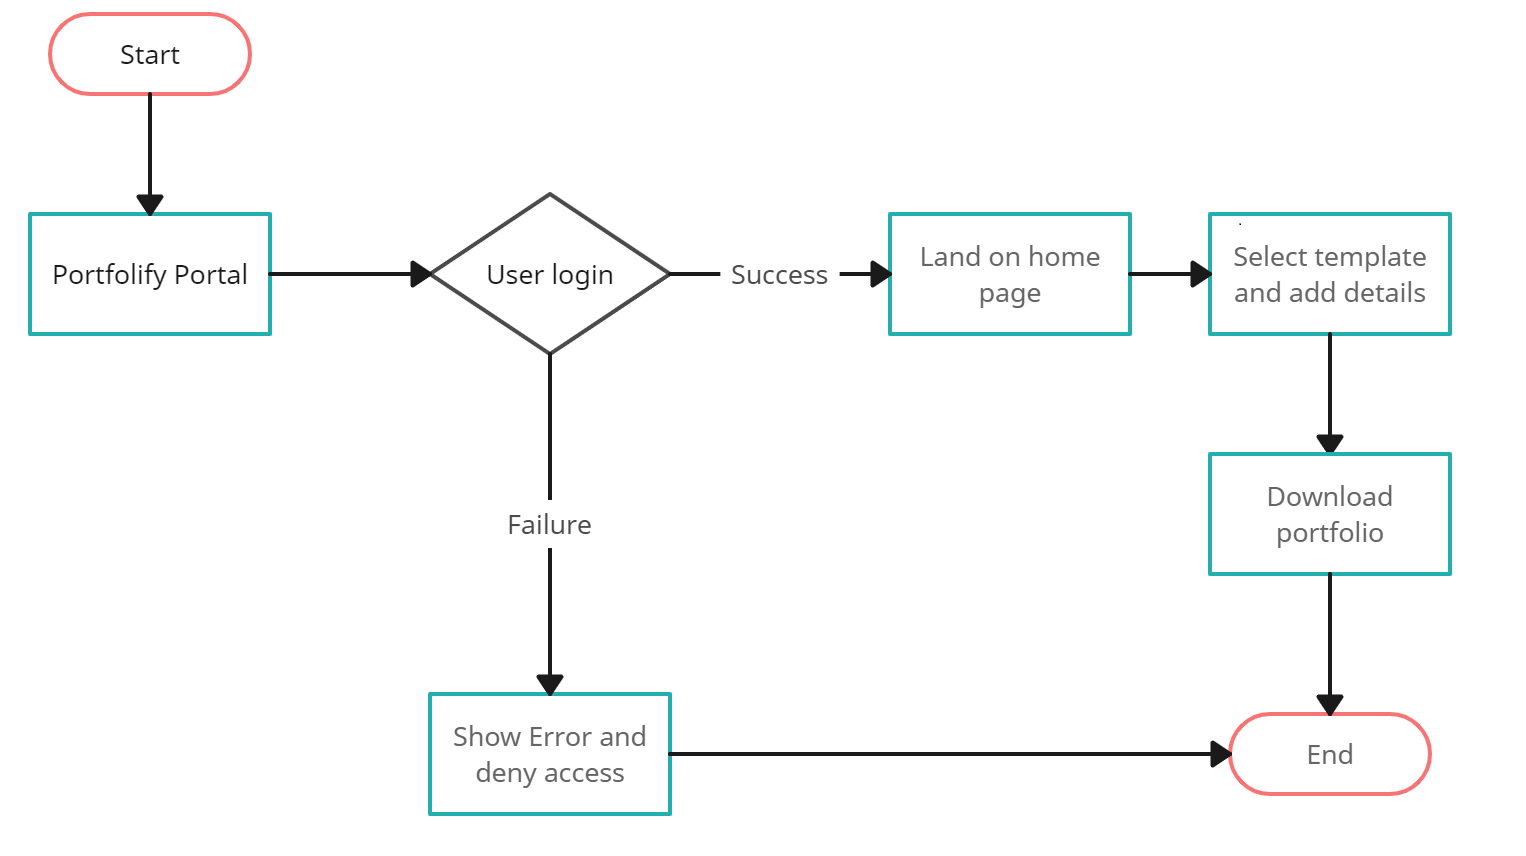 Start
Portfolify Portal
User login
Success
Land on home
page
Select template
and add details
Failure
Download
portfolio
Show Error and
deny access
End